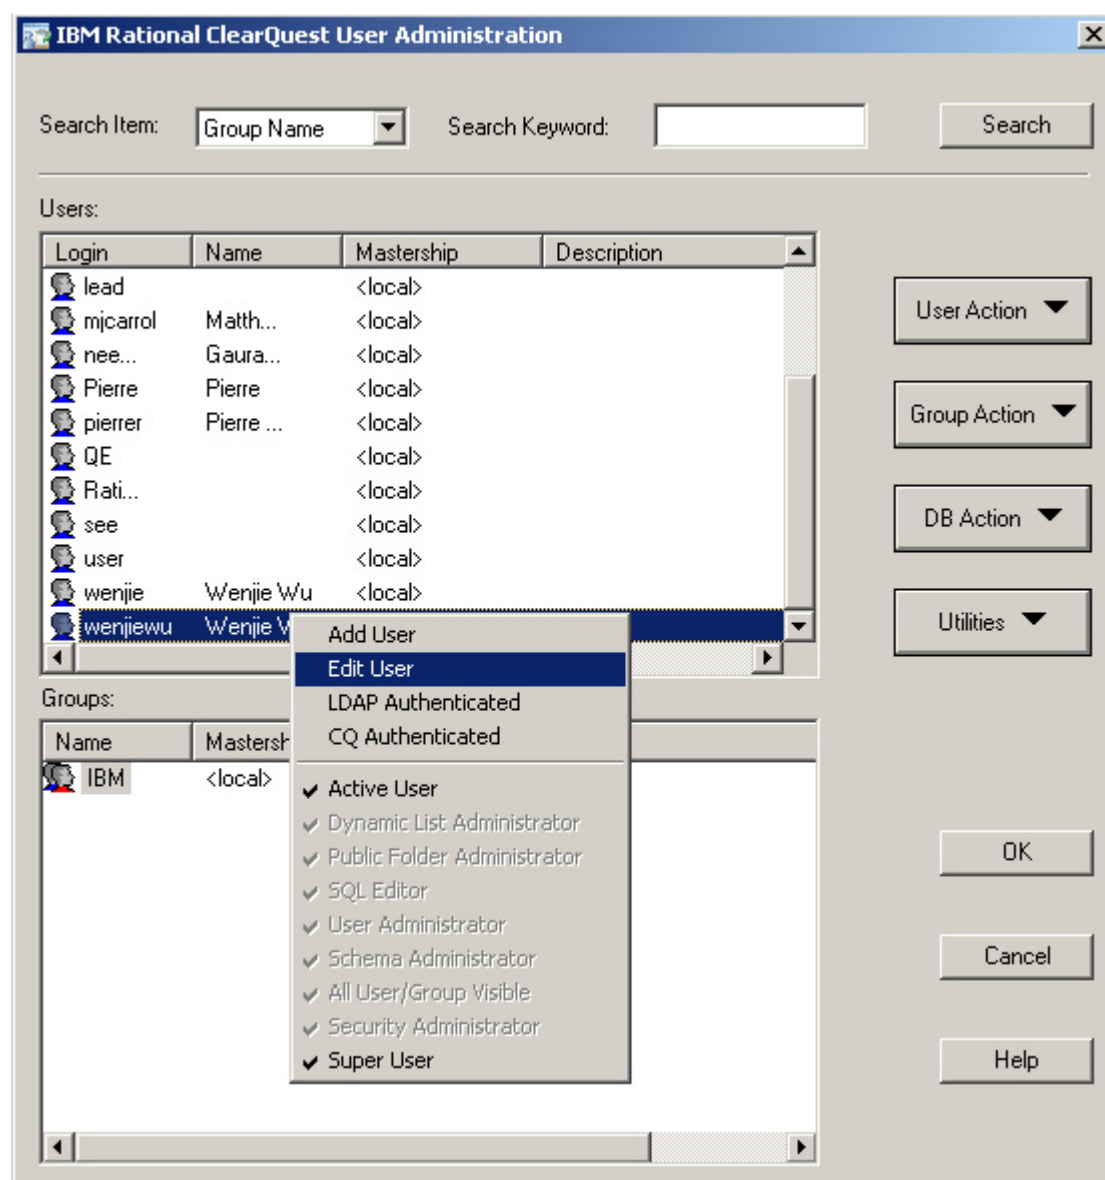 IBM Rational ClearQuest User Administration
Search Item: Group Name Search Keyword: Search
Users:
Login Name Mastership Description
lead <local>
mjcarrol Matth... <local>
nee... Gaura... <local>
Pierre Pierre <local>
pierrer Pierre ... <local>
QE <local>
Rati... <local>
see <local>
user <local>
wenjie Wenjie Wu <local>
wenjiewu Wenjie
User Action
Group Action
DB Action
Utilities
Add User
Edit User
LDAP Authenticated
CQ Authenticated
Active User
Dynamic List Administrator
Public Folder Administrator
SQL Editor
User Administrator
Schema Administrator
All User/Group Visible
Security Administrator
Super User
Groups:
Name Mastersh
IBM <local>
OK
Cancel
Help